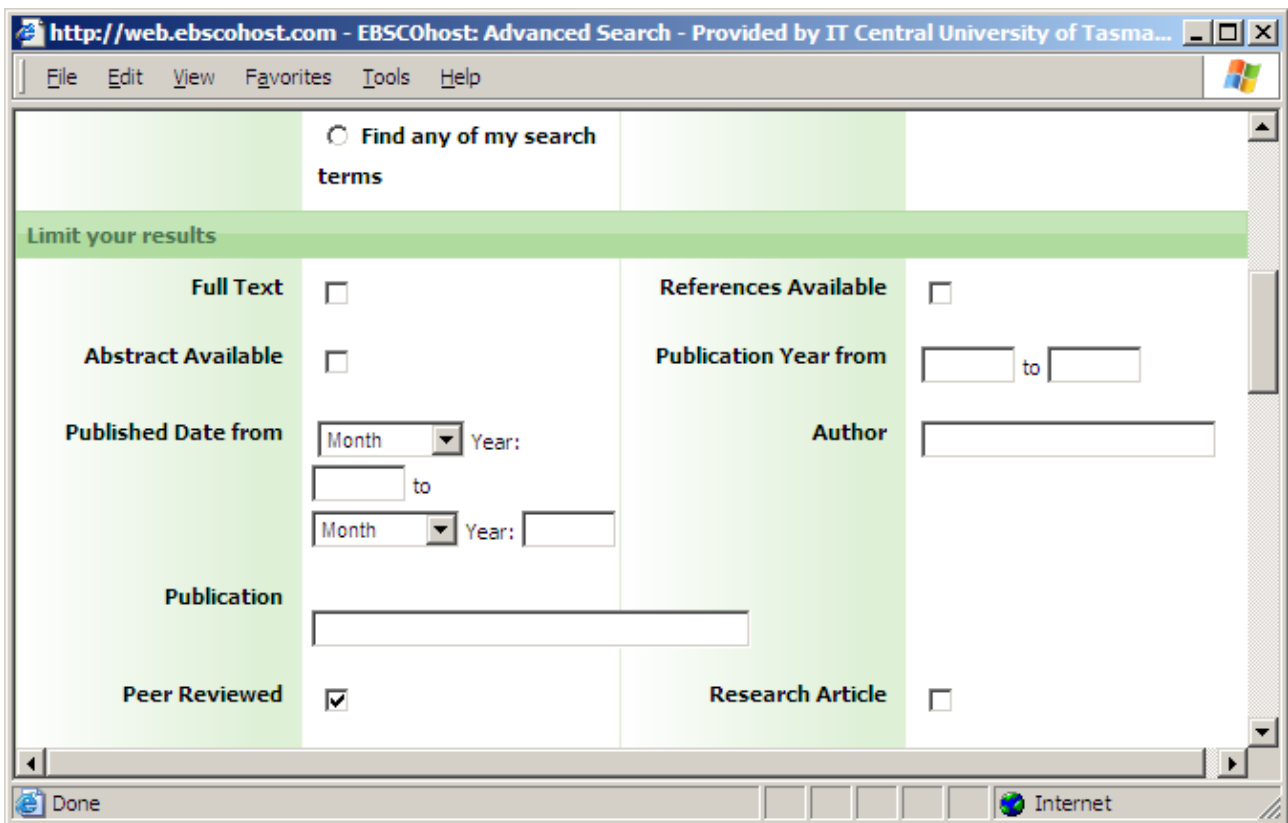 http://web.ebscohost.com - EBSCOhost: Advanced Search - Provided by IT Central University of Tasma...
File Edit View Favorites Tools Help
Find any of my search
terms
Limit your results
Full Text References Available
Abstract Available Publication Year from to
Published Date from Month Year: Author
to
Month Year:
Publication
Peer Reviewed Research Article
Done Internet